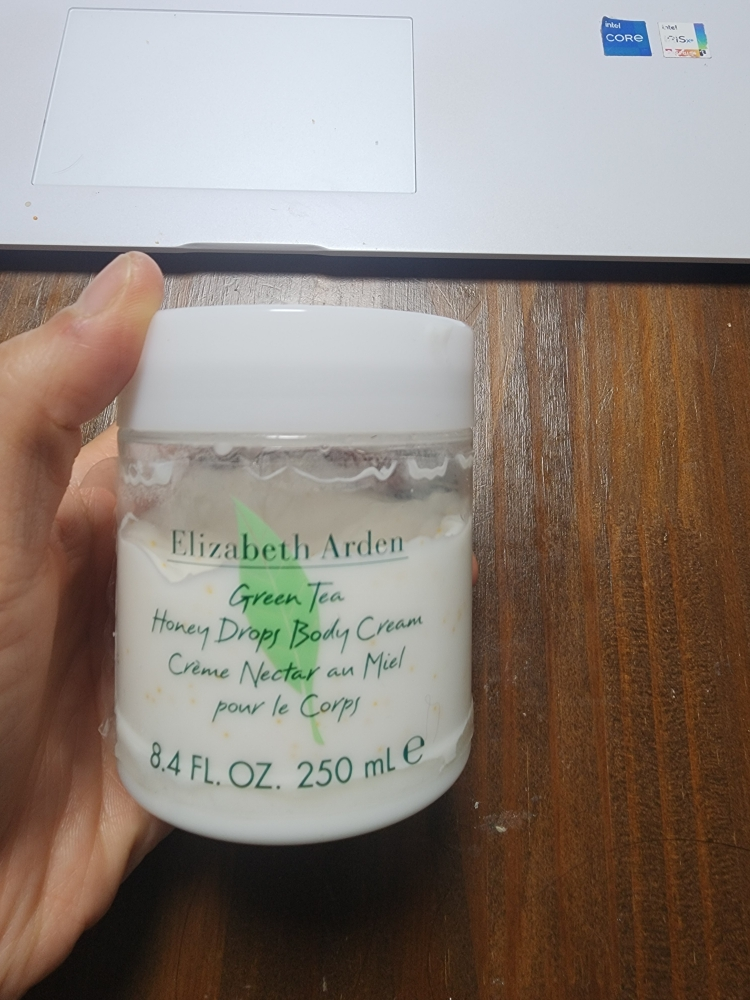 intel
CORE
intel
Elizabeth Arden
Green Tea
Honey Drops Body Cream
Crème Nectar au Miel
pour le Corps
8.4 FL. OZ. 250 mL e